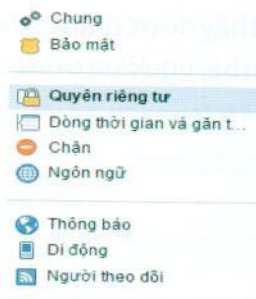 Chung
Bảo mật
Quyền riêng tư
Dòng thời gian và gắn t...
Chặn
Ngôn ngữ
Thông báo
Di động
Người theo dõi